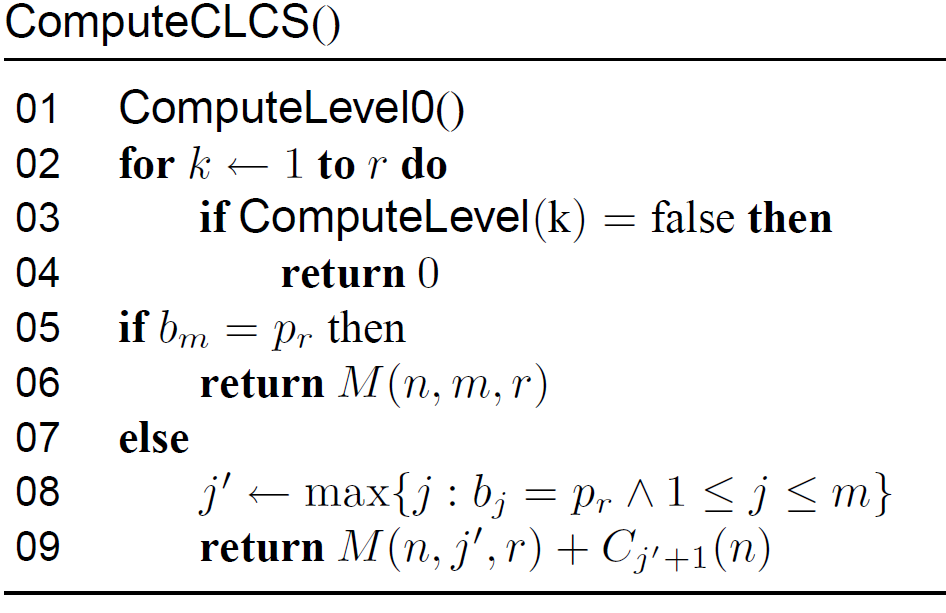 ComputeCLCS()
01 ComputeLevel0()
02 for k ← 1 to r do
03 if ComputeLevel(k) = false then
04 return 0
05 if b_m = p_r then
06 return M(n, m, r)
07 else
08 j′ ← max{j : b_j = p_r ∧ 1 ≤ j ≤ m}
09 return M(n, j′, r) + C_{j′+1}(n)